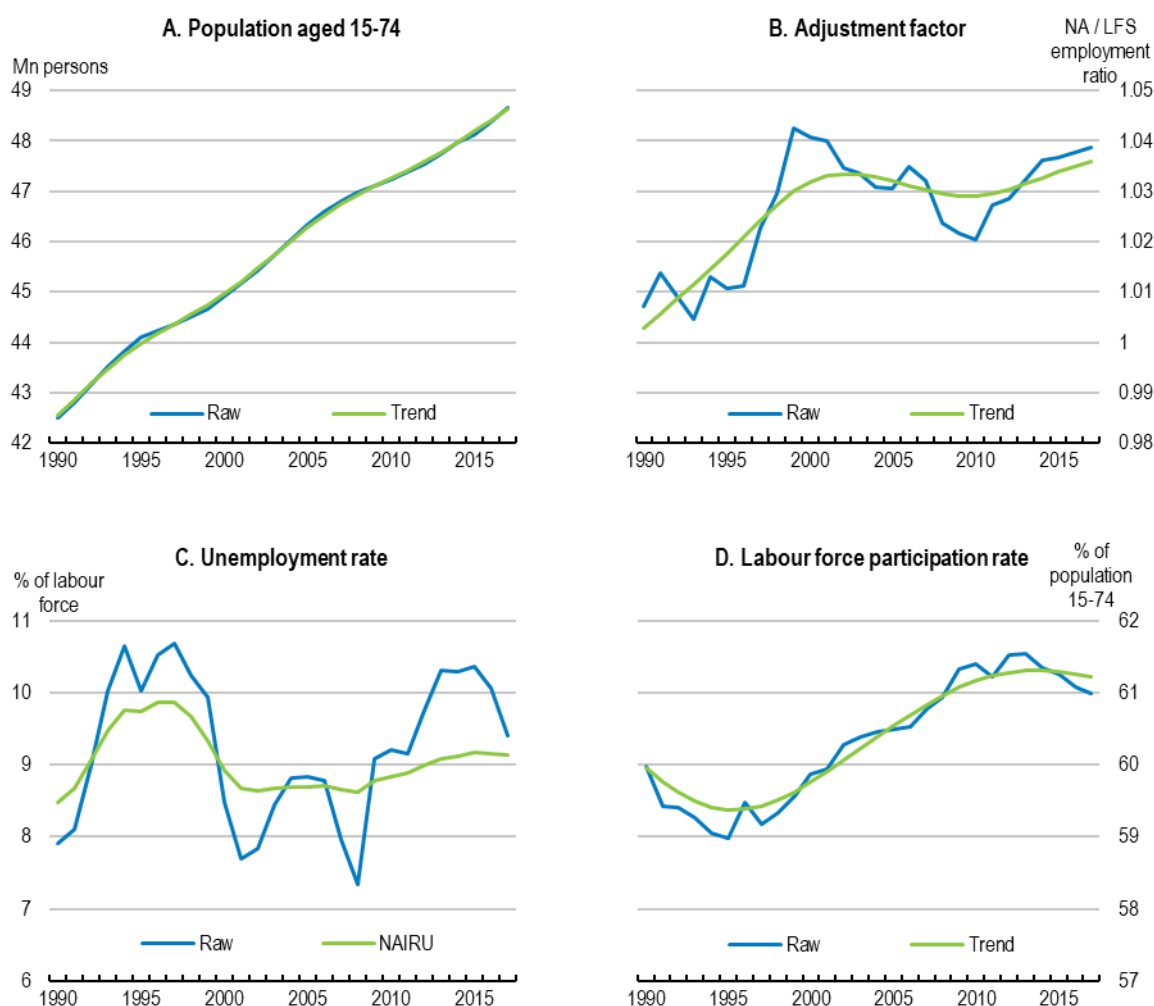 A. Population aged 15-74
Mn persons
49
48
47
46
45
44
43
42
Raw
Trend
1990
1995
2000
2005
2010
2015
B. Adjustment factor
NA / LFS
employment
ratio
1.05
1.04
1.03
1.02
1.01
1
0.99
0.98
Raw
Trend
1990
1995
2000
2005
2010
2015
C. Unemployment rate
% of labour
force
11
10
9
8
7
6
Raw
NAIRU
1990
1995
2000
2005
2010
2015
D. Labour force participation rate
% of
population
15-74
62
61
60
59
58
57
Raw
Trend
1990
1995
2000
2005
2010
2015